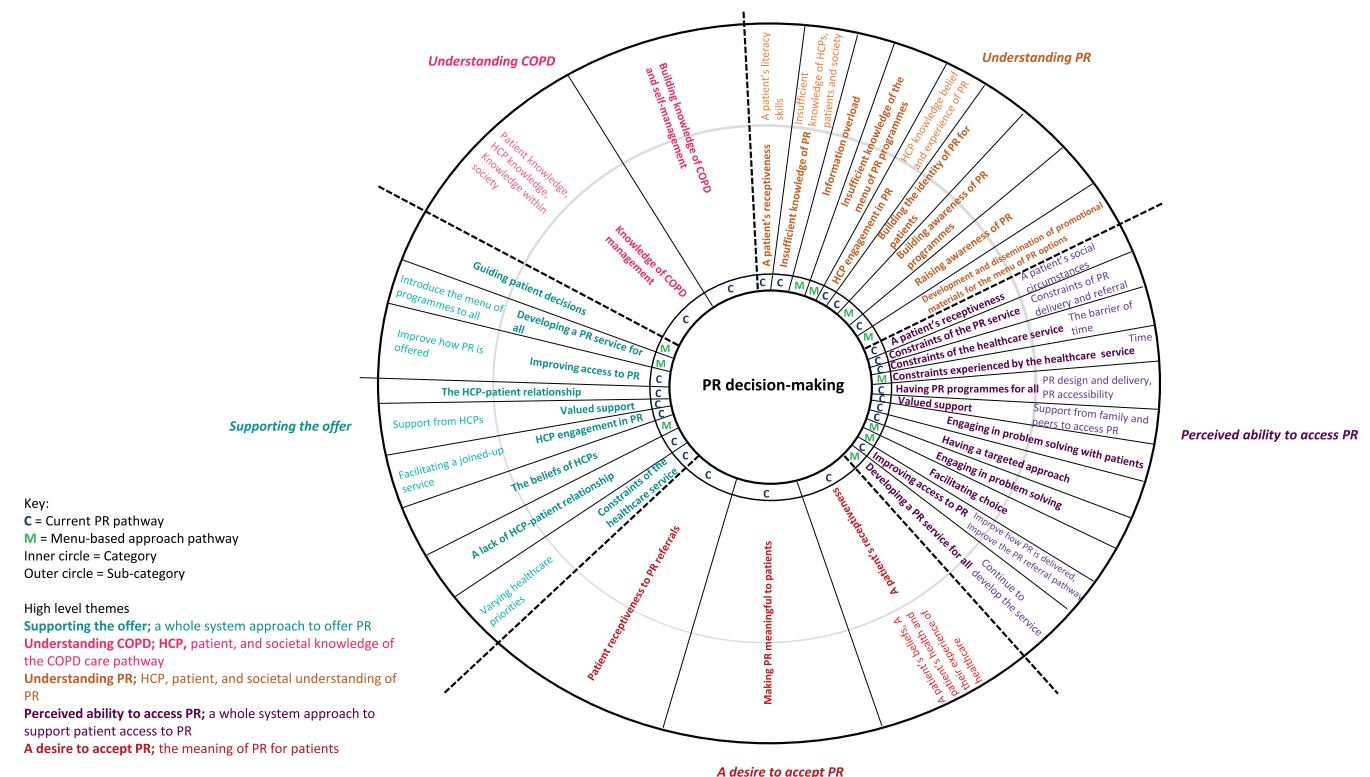 Understanding COPD
Understanding PR
Building knowledge of COPD
and self-management
Patient knowledge,
HCP knowledge,
Knowledge within
society
Knowledge of COPD
management
A patient's literacy
skills
A patient's receptiveness
Insufficient
knowledge of HCPs,
patients and society
Insufficient knowledge of PR
Information overload
Insufficient knowledge of the
menu of PR programmes
HCP knowledge belief
and experience of PR
HCP engagement in PR
Building the identity of PR for
patients
Building awareness of PR
programmes
Raising awareness of PR
Development and dissemination of promotional
materials for the menu of PR options
A patient's social
circumstances
A patient's receptiveness
Constraints of PR
delivery and referral
Constraints of the PR service
The barrier of
time
Constraints of the healthcare service
Time
Constraints experienced by the healthcare service
PR design and delivery,
PR accessibility
Having PR programmes for all
Support from family and
peers to access PR
Valued support
Engaging in problem solving with patients
Having a targeted approach
Engaging in problem solving
Facilitating choice
Improving access to PR
Improve how PR is delivered,
Improve the PR referral pathway
Developing a PR service for all
Continue to
develop the service
Perceived ability to access PR
A patient's receptiveness
A patient's beliefs, A
patient's health and
their experience of
healthcare
Making PR meaningful to patients
Patient receptiveness to PR referrals
A desire to accept PR
Constraints of the
healthcare service
Varying healthcare
priorities
A lack of HCP-patient relationship
The beliefs of HCPs
Facilitating a joined-up
service
HCP engagement in PR
Support from HCPs
Valued support
The HCP-patient relationship
Improving access to PR
Improve how PR is
offered
Developing a PR service for
all
Introduce the menu of
programmes to all
Guiding patient decisions
Supporting the offer
PR decision-making
C
C
C
C
M
M
C
C
M
C
M
C
C
C
M
C
C
C
M
M
C
M
C
C
C
C
C
M
C
C
C
C
M
M
Key:
C = Current PR pathway
M = Menu-based approach pathway
Inner circle = Category
Outer circle = Sub-category
High level themes
Supporting the offer; a whole system approach to offer PR
Understanding COPD; HCP, patient, and societal knowledge of
the COPD care pathway
Understanding PR; HCP, patient, and societal understanding of
PR
Perceived ability to access PR; a whole system approach to
support patient access to PR
A desire to accept PR; the meaning of PR for patients